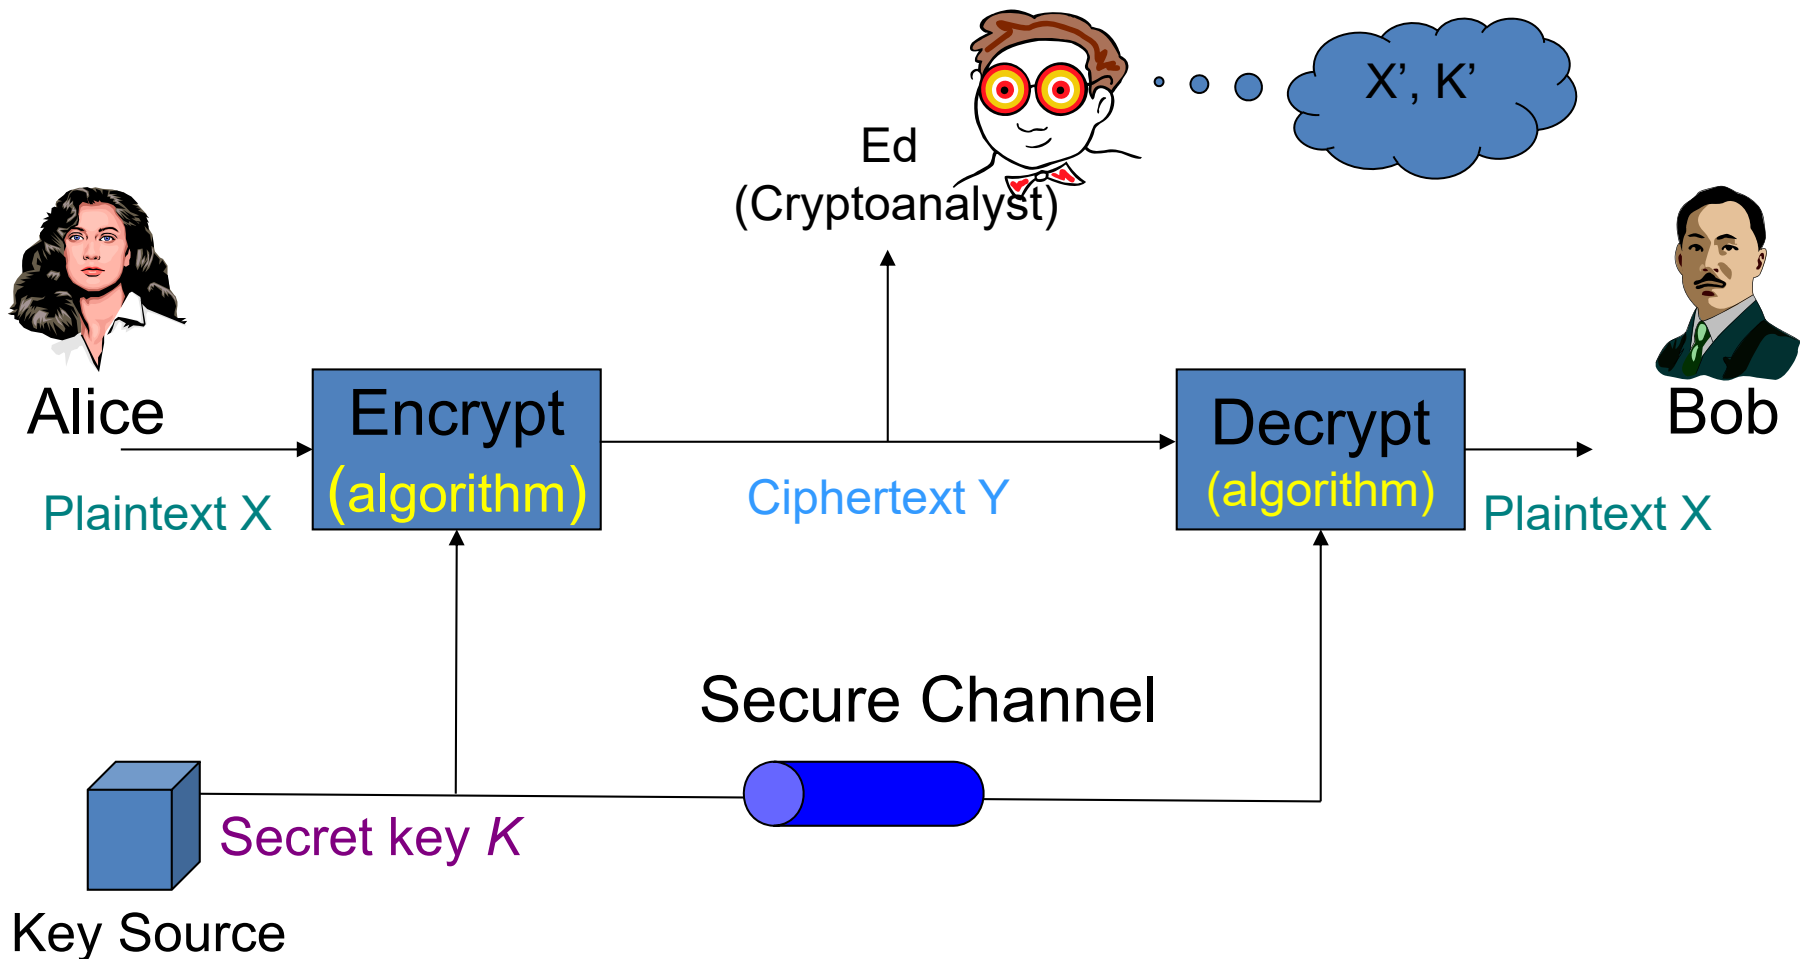 X’, K’
Ed
(Cryptoanalyst)
Alice
Encrypt
(algorithm)
Decrypt
(algorithm)
Bob
Plaintext X
Ciphertext Y
Plaintext X
Secure Channel
Secret key K
Key Source